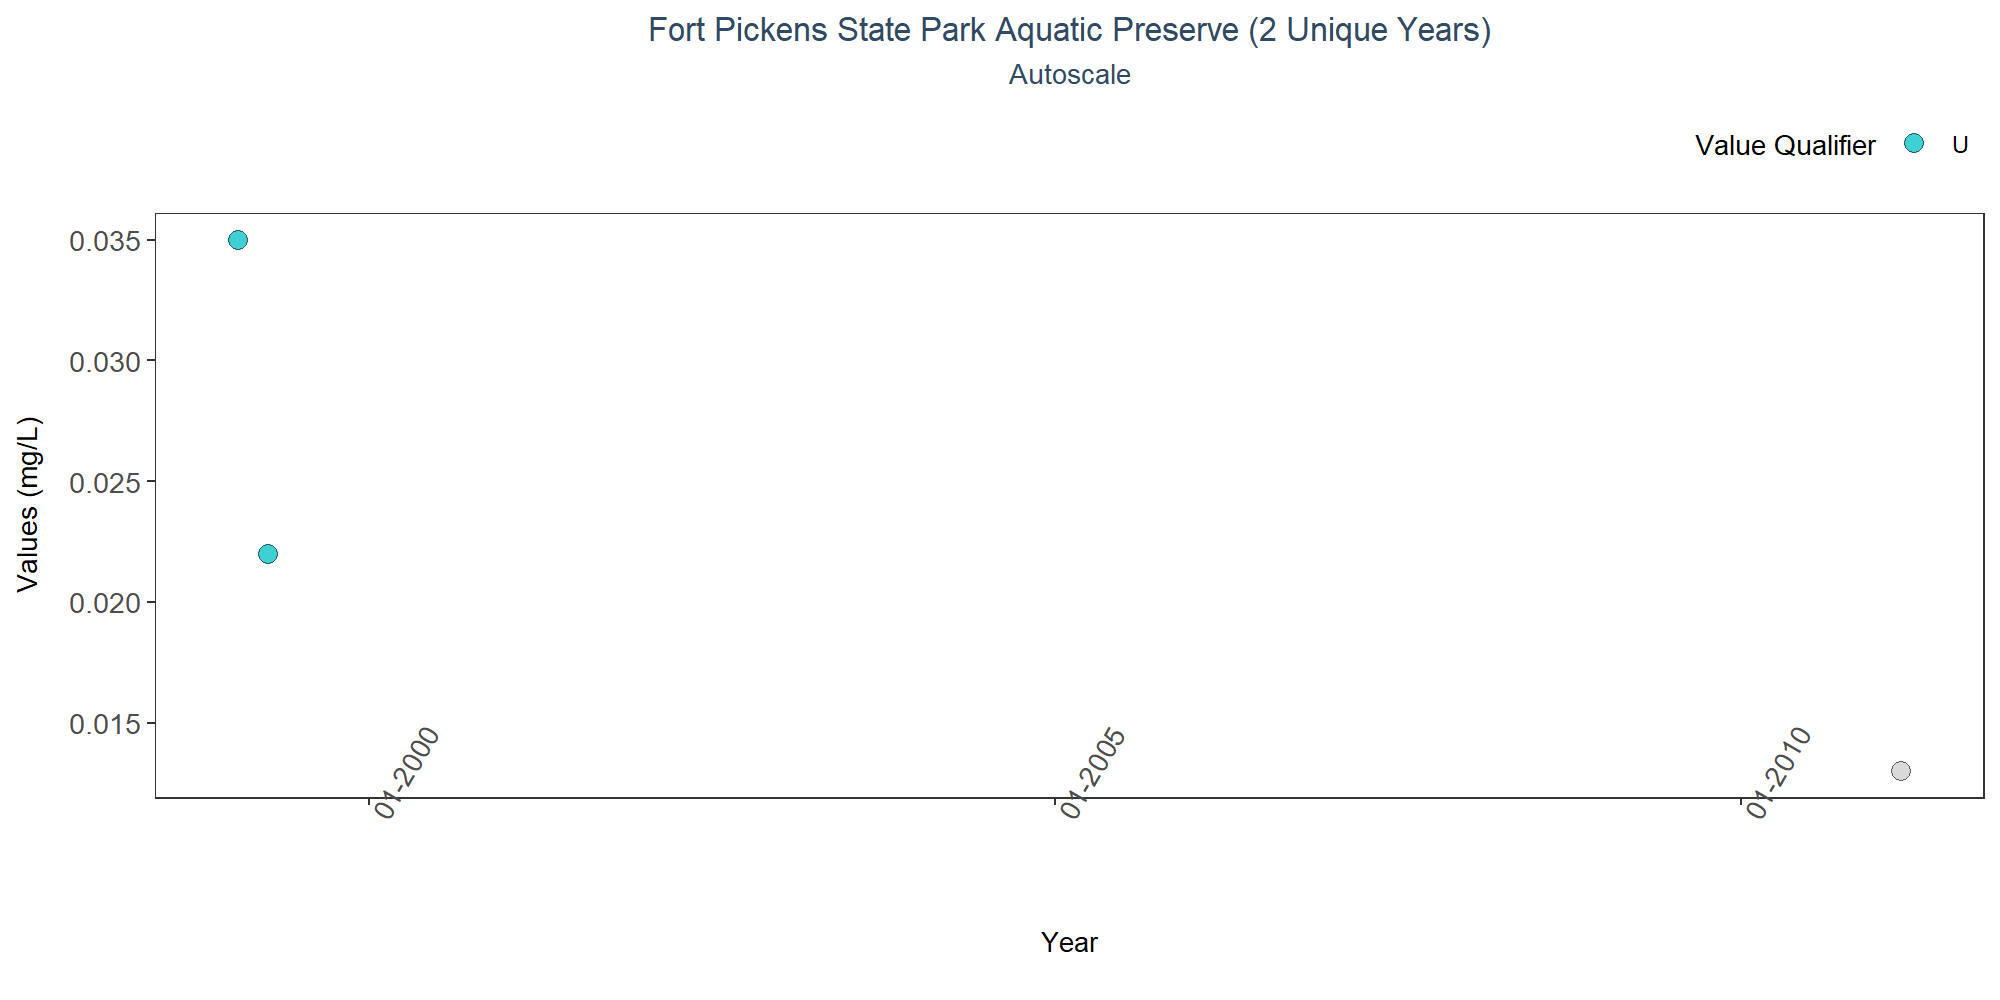 Fort Pickens State Park Aquatic Preserve (2 Unique Years)
Autoscale
Value Qualifier U
0.035
0.030
0.025
0.020
0.015
Values (mg/L)
01-2000
01-2005
01-2010
Year